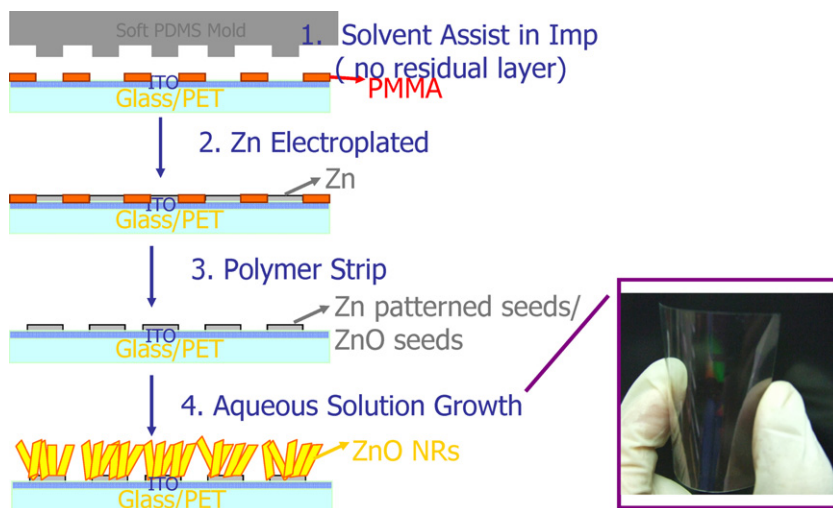 Soft PDMS Mold
1. Solvent Assist in Imp
( no residual layer)
PMMA
ITO
Glass/PET
2. Zn Electroplated
Zn
ITO
Glass/PET
3. Polymer Strip
Zn patterned seeds/
ZnO seeds
ITO
Glass/PET
4. Aqueous Solution Growth
ZnO NRs
ITO
Glass/PET